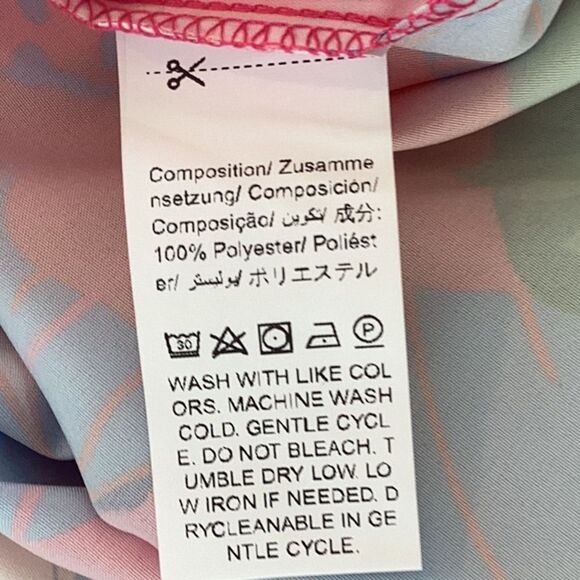 Composition/ Zusamme
nsetzung/ Composición/
Composição/ تكوين/ 成分:
100% Polyester/ Poliést
er/ بوليستر/ ポリエステル
30 P
WASH WITH LIKE COL
ORS. MACHINE WASH
COLD. GENTLE CYCL
E. DO NOT BLEACH. T
UMBLE DRY LOW. LO
W IRON IF NEEDED. D
RYCLEANABLE IN GE
NTLE CYCLE.